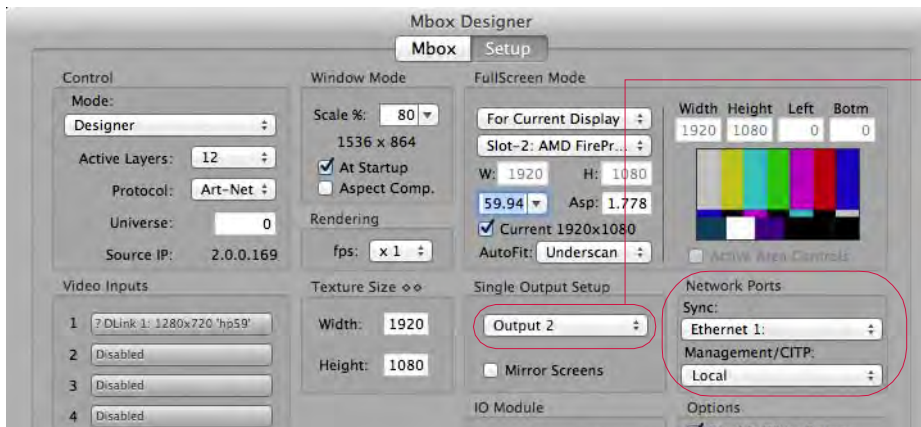 Mbox Designer
Mbox Setup
Control
Mode:
Designer
Active Layers: 12
Protocol: Art-Net
Universe: 0
Source IP: 2.0.0.169
Window Mode
Scale %: 80
1536 x 864
At Startup
Aspect Comp.
Rendering
fps: x 1
FullScreen Mode
For Current Display
Slot-2: AMD FirePr...
W: 1920 H: 1080
59.94 Asp: 1.778
Current 1920x1080
AutoFit: Underscan
Width Height Left Botm
1920 1080 0 0
Active Area Controls
Video Inputs
1 ? DLink 1: 1280x720 'hp59'
2 Disabled
3 Disabled
4 Disabled
Texture Size
Width: 1920
Height: 1080
Single Output Setup
Output 2
Mirror Screens
IO Module
Network Ports
Sync:
Ethernet 1:
Management/CITP:
Local
Options